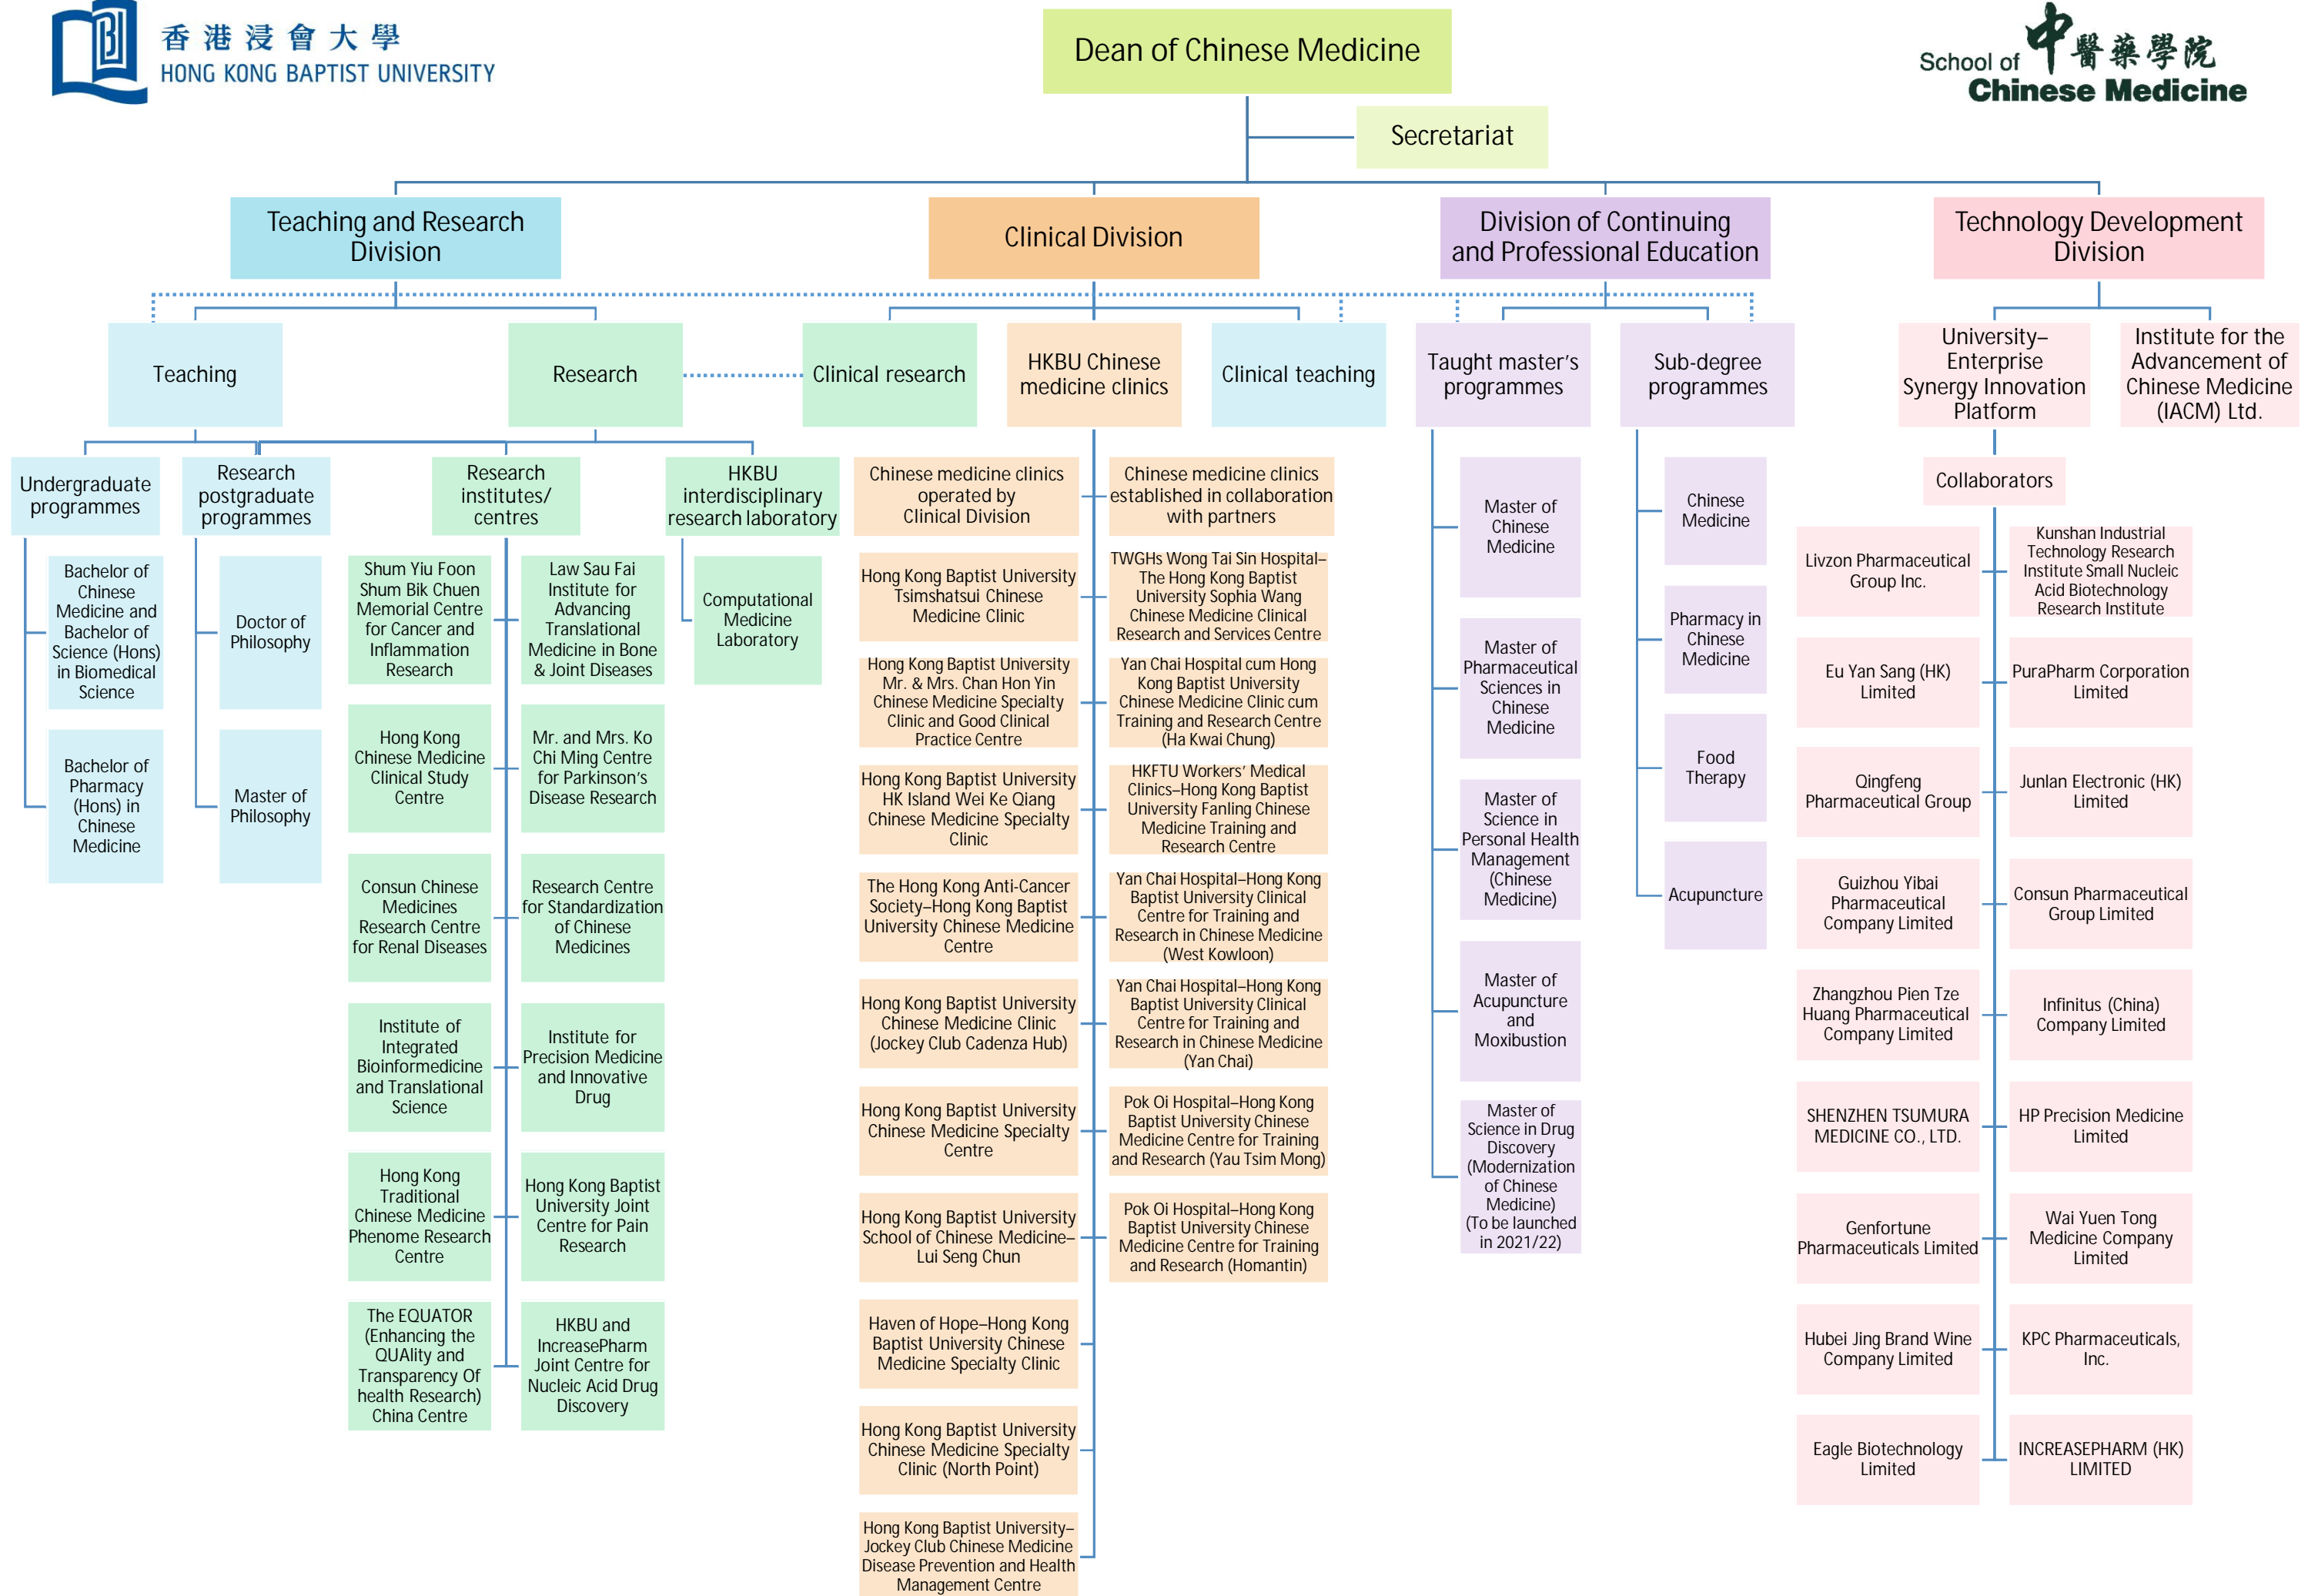 香港浸會大學
HONG KONG BAPTIST UNIVERSITY
Dean of Chinese Medicine
School of
中醫藥學院
Chinese Medicine
Secretariat
Teaching and Research
Division
Clinical Division
Division of Continuing
and Professional Education
Technology Development
Division
Teaching
Research
Clinical research
HKBU Chinese
medicine clinics
Clinical teaching
Taught master's
programmes
Sub-degree
programmes
University–
Enterprise
Synergy Innovation
Platform
Institute for the
Advancement of
Chinese Medicine
(IACM) Ltd.
Undergraduate
programmes
Research
postgraduate
programmes
Research
institutes/
centres
HKBU
interdisciplinary
research laboratory
Bachelor of
Chinese
Medicine and
Bachelor of
Science (Hons)
in Biomedical
Science
Bachelor of
Pharmacy
(Hons) in
Chinese
Medicine
Doctor of
Philosophy
Master of
Philosophy
Shum Yiu Foon
Shum Bik Chuen
Memorial Centre
for Cancer and
Inflammation
Research
Law Sau Fai
Institute for
Advancing
Translational
Medicine in Bone
& Joint Diseases
Hong Kong
Chinese Medicine
Clinical Study
Centre
Mr. and Mrs. Ko
Chi Ming Centre
for Parkinson's
Disease Research
Consun Chinese
Medicines
Research Centre
for Renal Diseases
Research Centre
for Standardization
of Chinese
Medicines
Institute of
Integrated
Bioinformedicine
and Translational
Science
Institute for
Precision Medicine
and Innovative
Drug
Hong Kong
Traditional
Chinese Medicine
Phenome Research
Centre
Hong Kong Baptist
University Joint
Centre for Pain
Research
The EQUATOR
(Enhancing the
QUAlity and
Transparency Of
health Research)
China Centre
HKBU and
IncreasePharm
Joint Centre for
Nucleic Acid Drug
Discovery
Computational
Medicine
Laboratory
Chinese medicine clinics
operated by
Clinical Division
Chinese medicine clinics
established in collaboration
with partners
Hong Kong Baptist University
Tsimshatsui Chinese
Medicine Clinic
TWGHs Wong Tai Sin Hospital–
The Hong Kong Baptist
University Sophia Wang
Chinese Medicine Clinical
Research and Services Centre
Hong Kong Baptist University
Mr. & Mrs. Chan Hon Yin
Chinese Medicine Specialty
Clinic and Good Clinical
Practice Centre
Yan Chai Hospital cum Hong
Kong Baptist University
Chinese Medicine Clinic cum
Training and Research Centre
(Ha Kwai Chung)
Hong Kong Baptist University
HK Island Wei Ke Qiang
Chinese Medicine Specialty
Clinic
HKFTU Workers' Medical
Clinics–Hong Kong Baptist
University Fanling Chinese
Medicine Training and
Research Centre
The Hong Kong Anti-Cancer
Society–Hong Kong Baptist
University Chinese Medicine
Centre
Yan Chai Hospital–Hong Kong
Baptist University Clinical
Centre for Training and
Research in Chinese Medicine
(West Kowloon)
Hong Kong Baptist University
Chinese Medicine Clinic
(Jockey Club Cadenza Hub)
Yan Chai Hospital–Hong Kong
Baptist University Clinical
Centre for Training and
Research in Chinese Medicine
(Yan Chai)
Hong Kong Baptist University
Chinese Medicine Specialty
Centre
Pok Oi Hospital–Hong Kong
Baptist University Chinese
Medicine Centre for Training
and Research (Yau Tsim Mong)
Hong Kong Baptist University
School of Chinese Medicine–
Lui Seng Chun
Pok Oi Hospital–Hong Kong
Baptist University Chinese
Medicine Centre for Training
and Research (Homantin)
Haven of Hope–Hong Kong
Baptist University Chinese
Medicine Specialty Clinic
Hong Kong Baptist University
Chinese Medicine Specialty
Clinic (North Point)
Hong Kong Baptist University–
Jockey Club Chinese Medicine
Disease Prevention and Health
Management Centre
Master of
Chinese
Medicine
Master of
Pharmaceutical
Sciences in
Chinese
Medicine
Master of
Science in
Personal Health
Management
(Chinese
Medicine)
Master of
Acupuncture
and
Moxibustion
Master of
Science in Drug
Discovery
(Modernization
of Chinese
Medicine)
(To be launched
in 2021/22)
Chinese
Medicine
Pharmacy in
Chinese
Medicine
Food
Therapy
Acupuncture
Collaborators
Livzon Pharmaceutical
Group Inc.
Kunshan Industrial
Technology Research
Institute Small Nucleic
Acid Biotechnology
Research Institute
Eu Yan Sang (HK)
Limited
PuraPharm Corporation
Limited
Qingfeng
Pharmaceutical Group
Junlan Electronic (HK)
Limited
Guizhou Yibai
Pharmaceutical
Company Limited
Consun Pharmaceutical
Group Limited
Zhangzhou Pien Tze
Huang Pharmaceutical
Company Limited
Infinitus (China)
Company Limited
SHENZHEN TSUMURA
MEDICINE CO., LTD.
HP Precision Medicine
Limited
Genfortune
Pharmaceuticals Limited
Wai Yuen Tong
Medicine Company
Limited
Hubei Jing Brand Wine
Company Limited
KPC Pharmaceuticals,
Inc.
Eagle Biotechnology
Limited
INCREASEPHARM (HK)
LIMITED